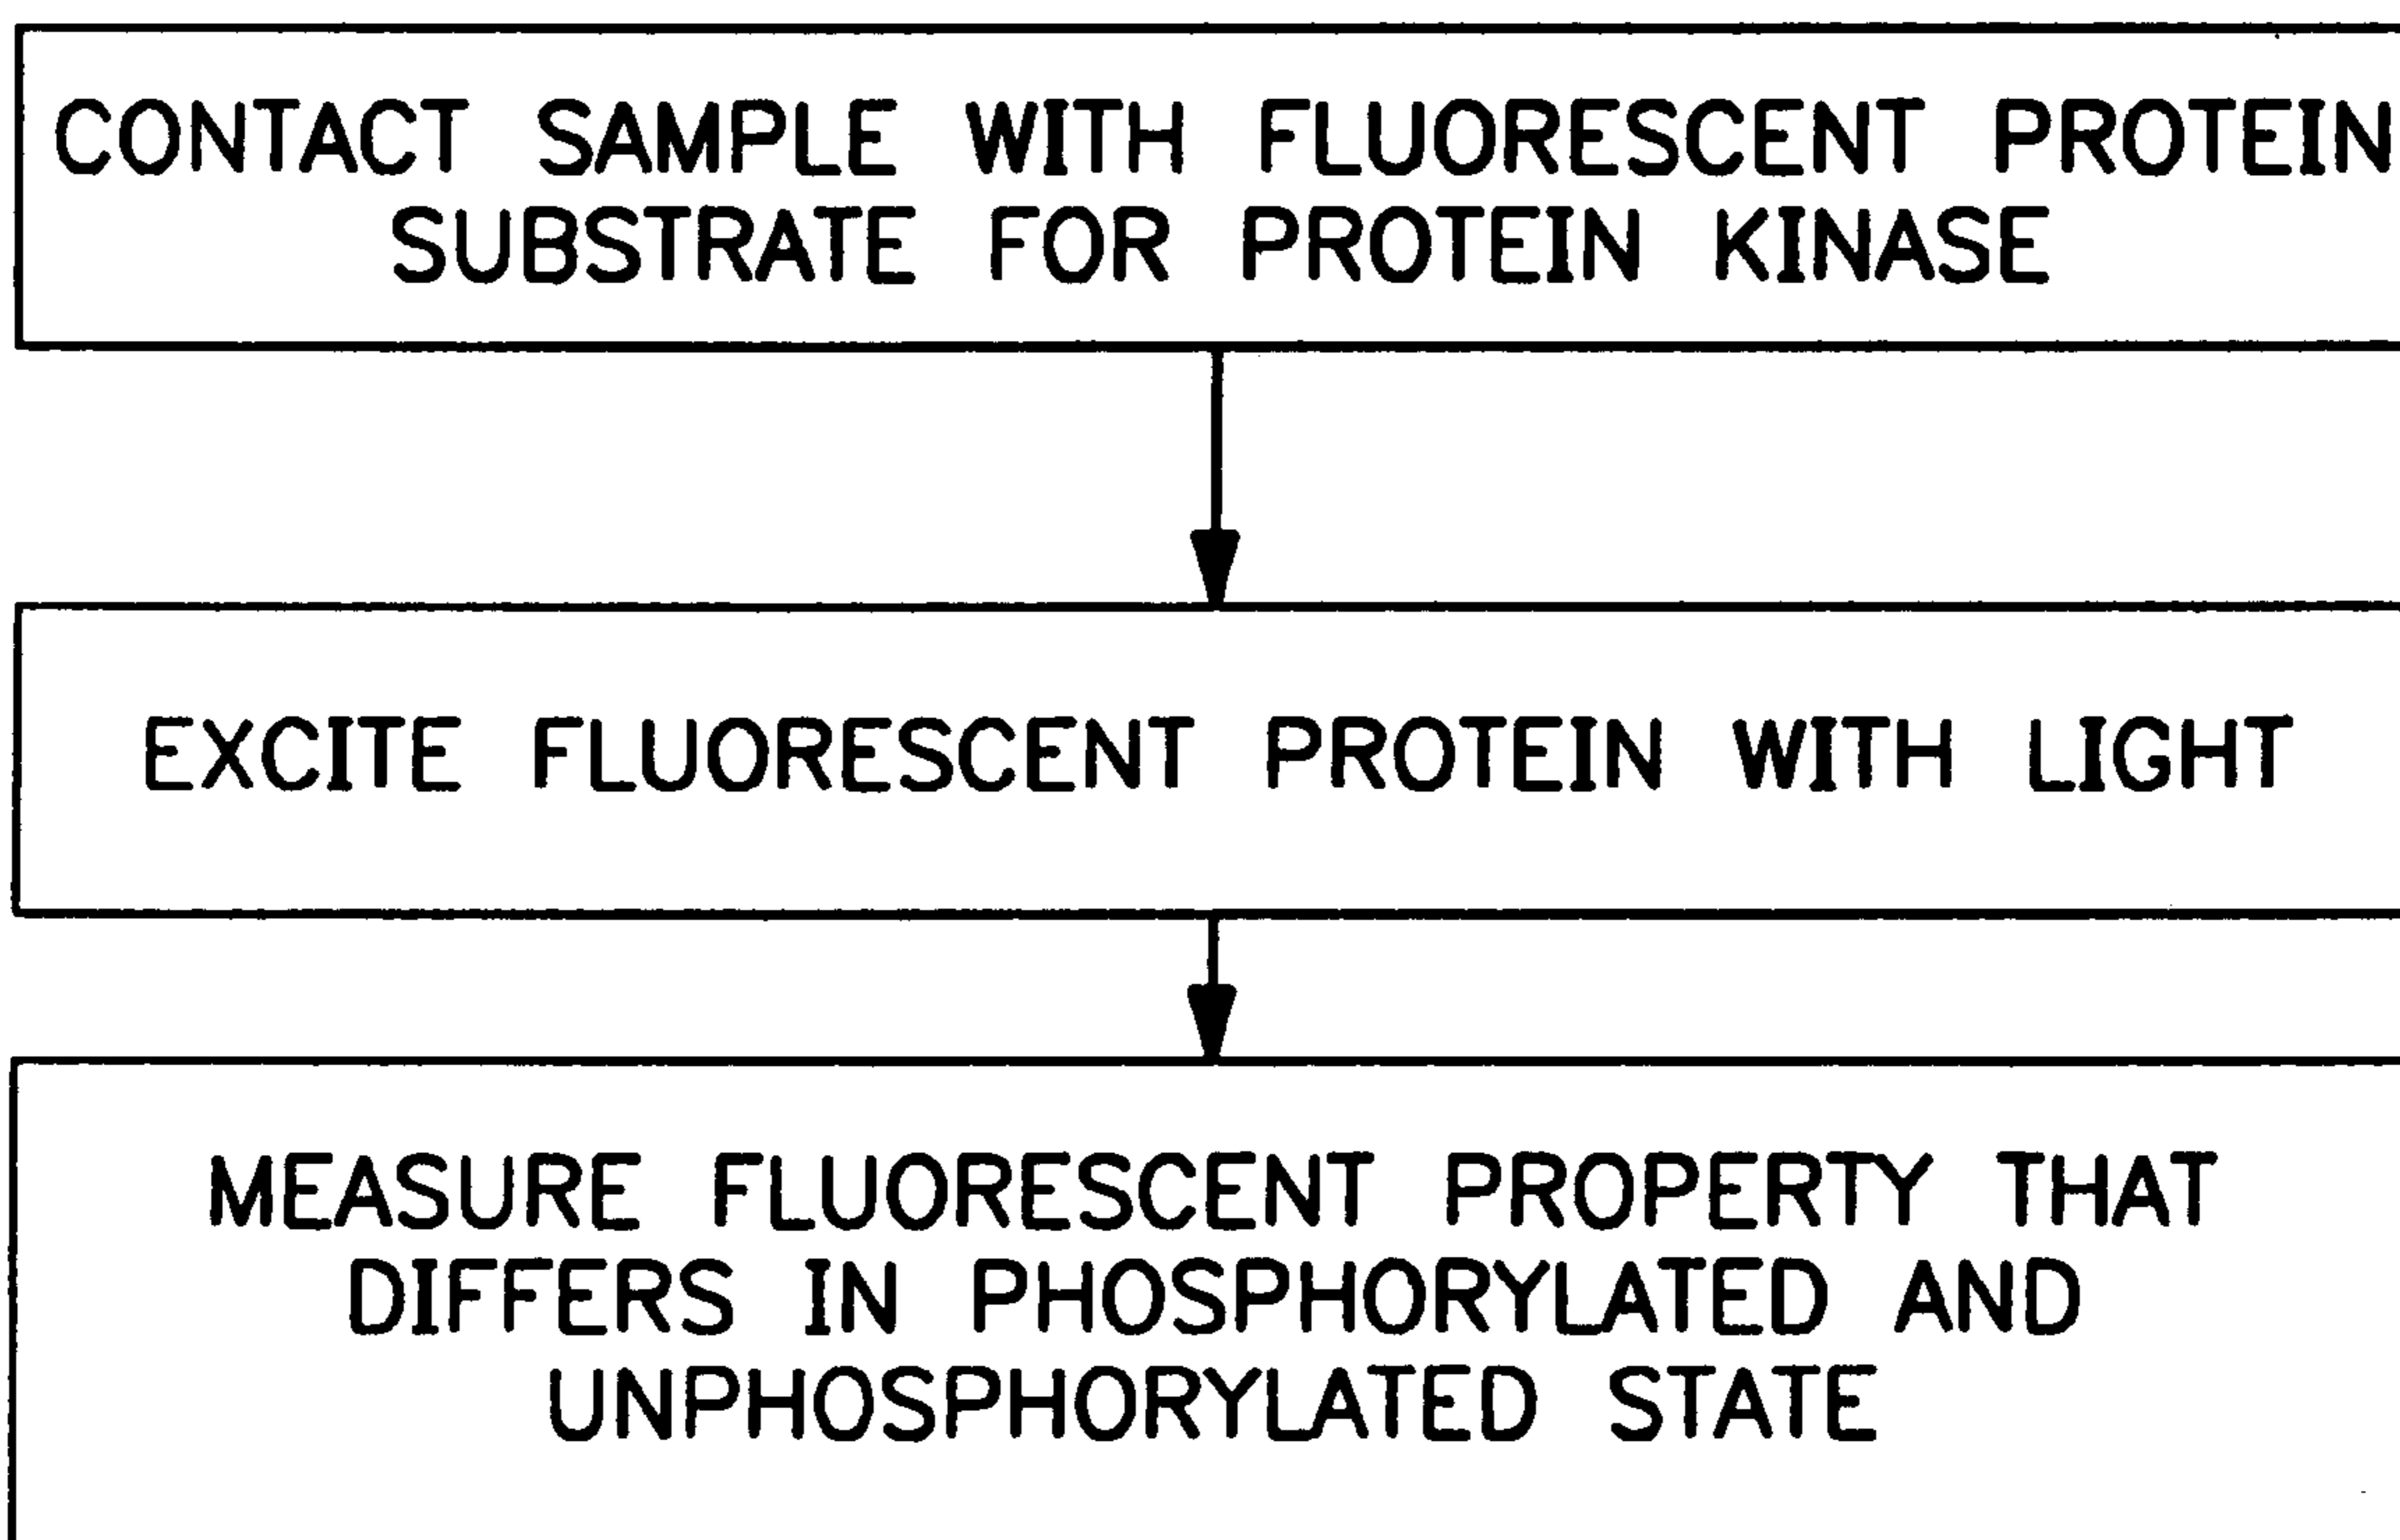 CONTACT SAMPLE WITH FLUORESCENT PROTEIN
SUBSTRATE FOR PROTEIN KINASE
EXCITE FLUORESCENT PROTEIN WITH LIGHT
MEASURE FLUORESCENT PROPERTY THAT
DIFFERS IN PHOSPHORYLATED AND
UNPHOSPHORYLATED STATE